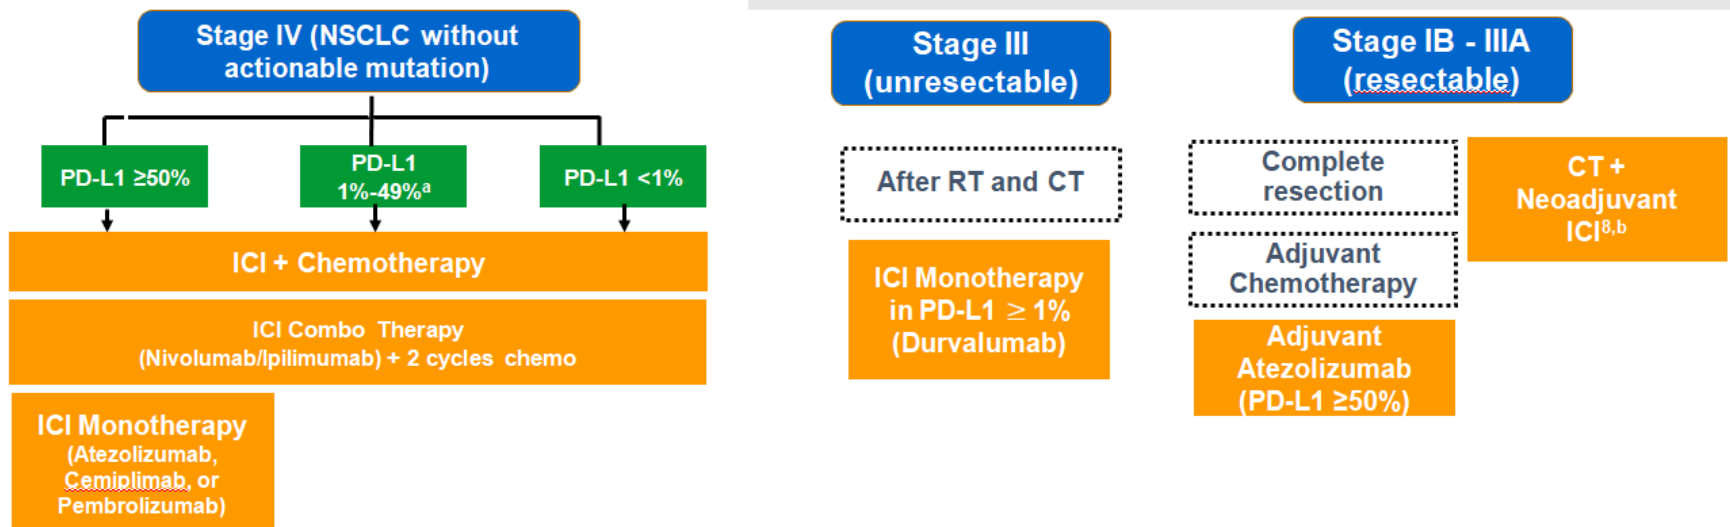 Stage IV (NSCLC without
actionable mutation)
PD-L1 ≥50%
PD-L1
1%-49%ᵃ
PD-L1 <1%
ICI + Chemotherapy
ICI Combo Therapy
(Nivolumab/Ipilimumab) + 2 cycles chemo
ICI Monotherapy
(Atezolizumab,
Cemiplimab, or
Pembrolizumab)
Stage III
(unresectable)
After RT and CT
ICI Monotherapy
in PD-L1 ≥ 1%
(Durvalumab)
Stage IB - IIIA
(resectable)
Complete
resection
Adjuvant
Chemotherapy
Adjuvant
Atezolizumab
(PD-L1 ≥50%)
CT +
Neoadjuvant
ICI⁸,ᵇ